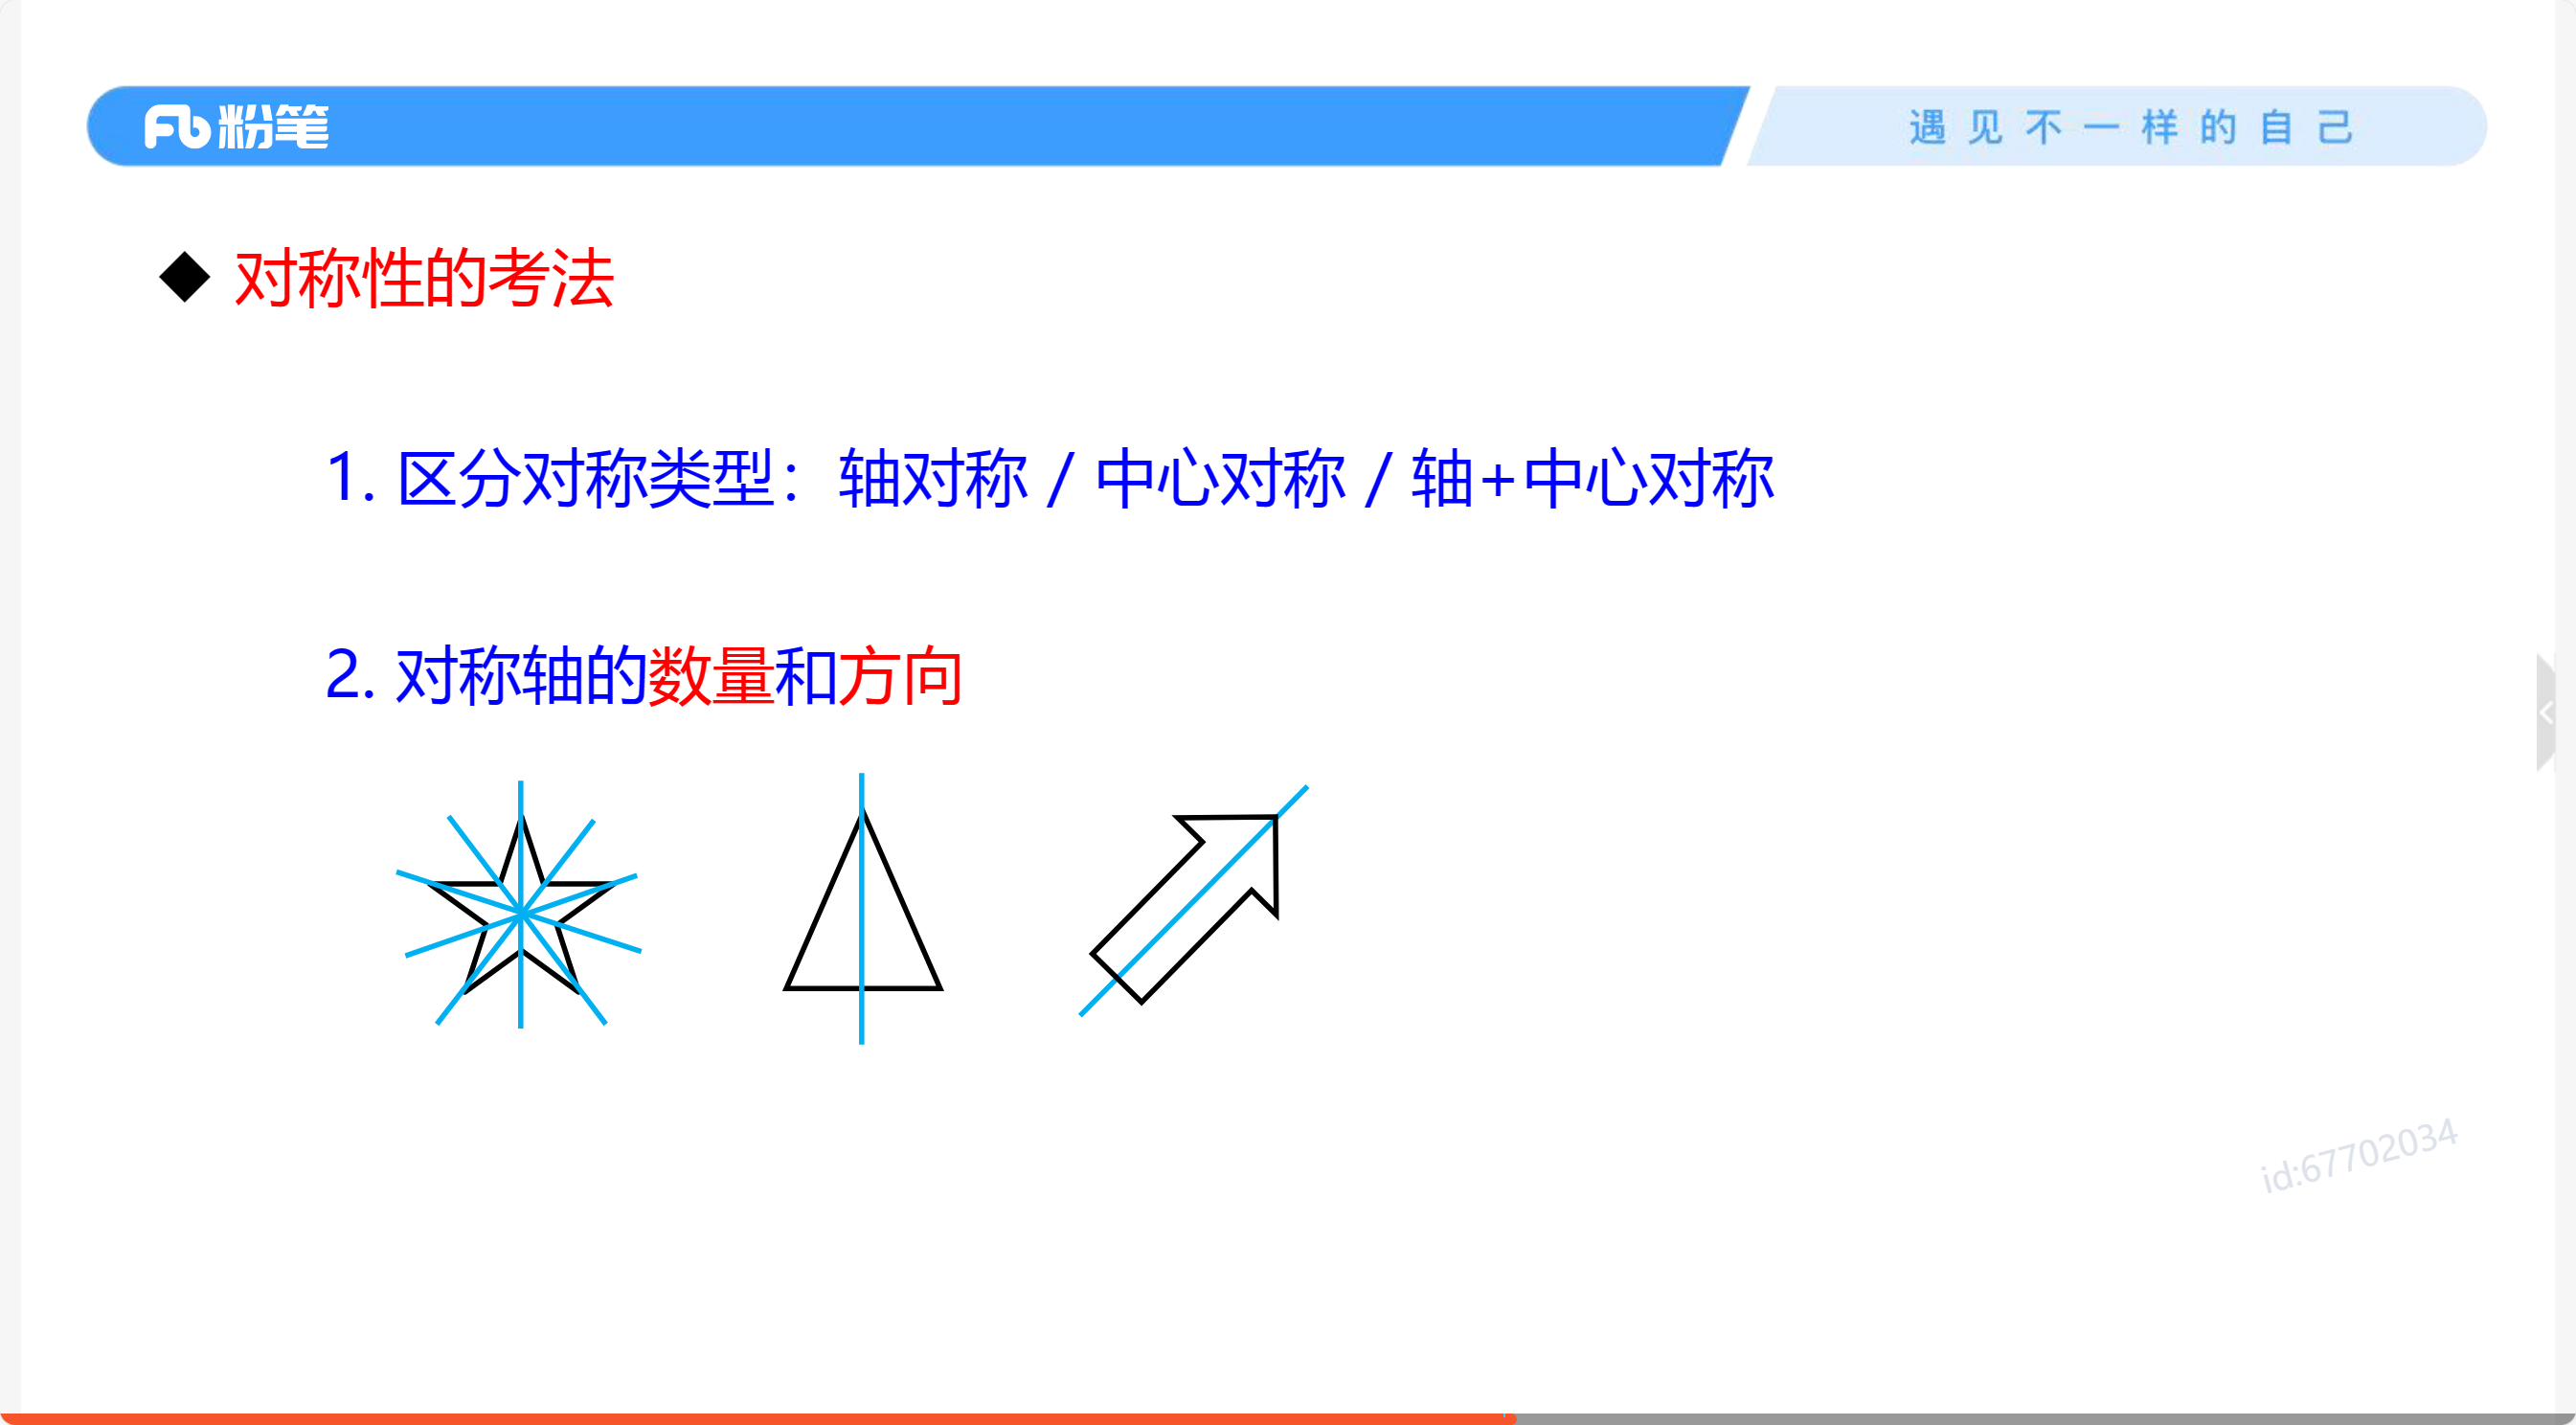 粉笔
遇见不一样的自己
◆ 对称性的考法
1. 区分对称类型：轴对称 / 中心对称 / 轴+中心对称
2. 对称轴的数量和方向
id:67702034